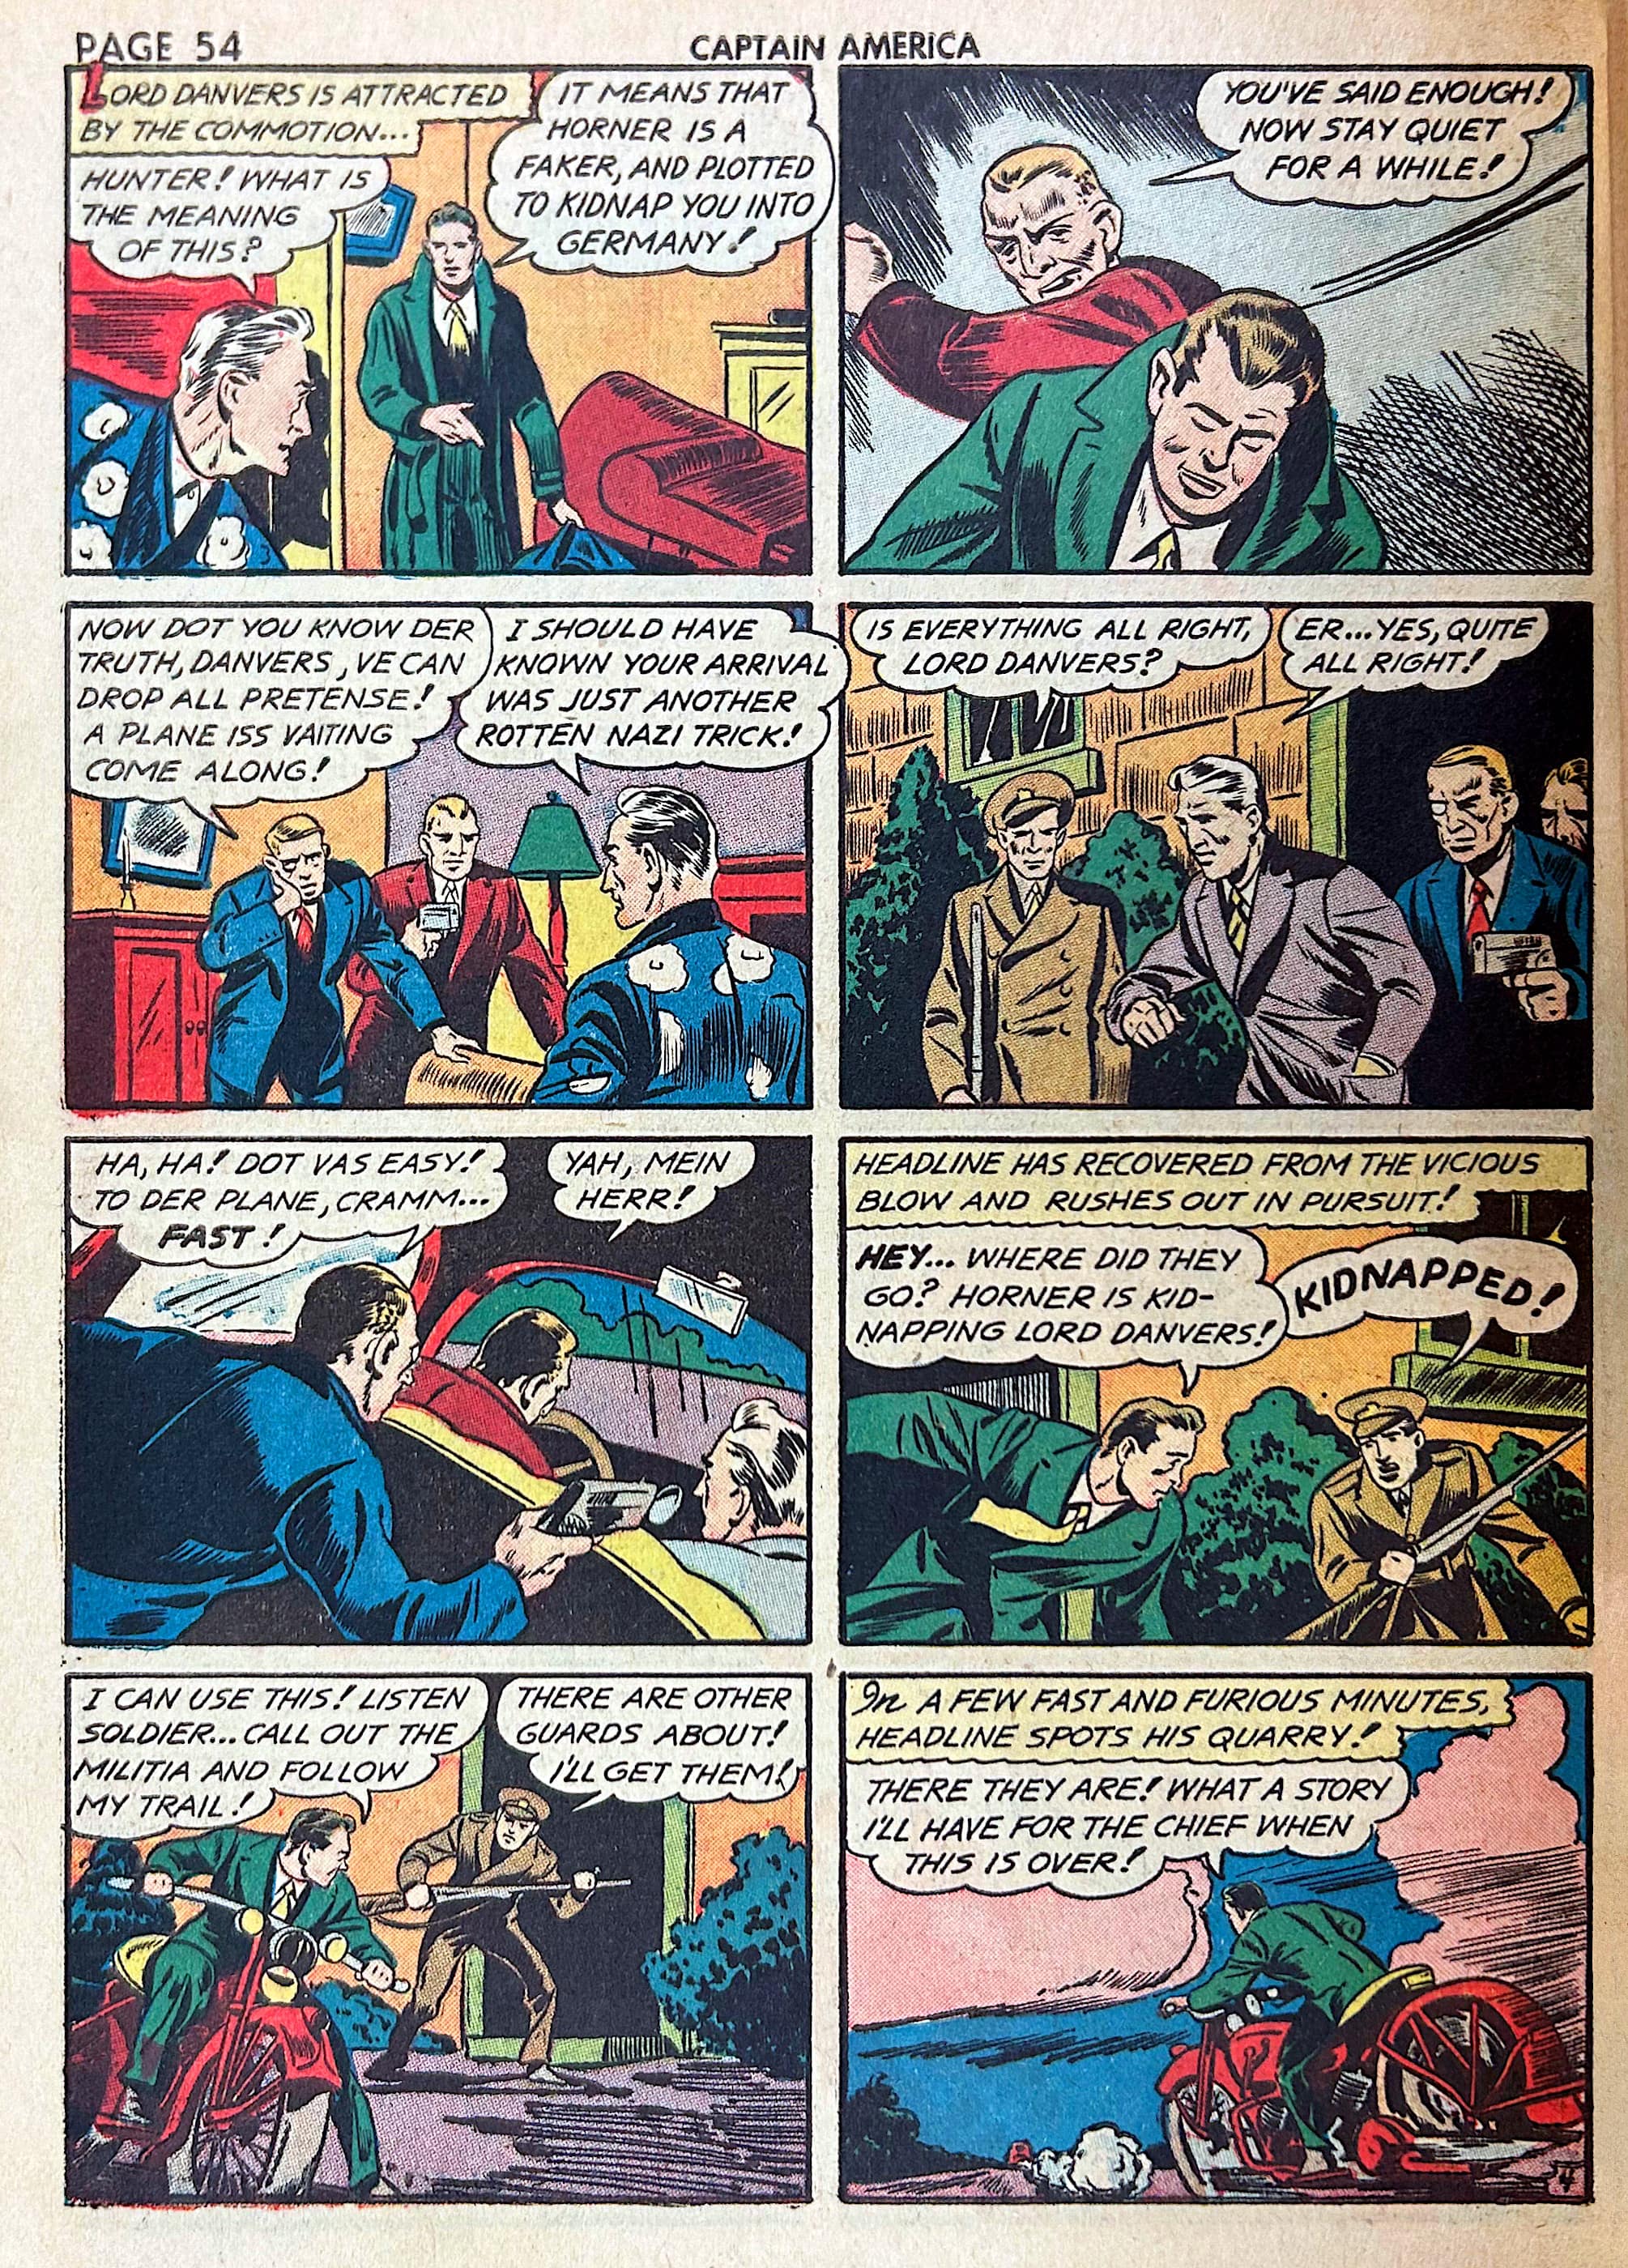 PAGE 54
CAPTAIN AMERICA
LORD DANVERS IS ATTRACTED
BY THE COMMOTION...
HUNTER! WHAT IS
THE MEANING
OF THIS?
IT MEANS THAT
HORNER IS A
FAKER, AND PLOTTED
TO KIDNAP YOU INTO
GERMANY!
YOU'VE SAID ENOUGH!
NOW STAY QUIET
FOR A WHILE!
NOW DOT YOU KNOW DER
TRUTH, DANVERS, VE CAN
DROP ALL PRETENSE!
A PLANE ISS VAITING
COME ALONG!
I SHOULD HAVE
KNOWN YOUR ARRIVAL
WAS JUST ANOTHER
ROTTEN NAZI TRICK!
IS EVERYTHING ALL RIGHT,
LORD DANVERS?
ER...YES, QUITE
ALL RIGHT!
HA, HA! DOT VAS EASY!
TO DER PLANE, CRAMM...
FAST!
YAH, MEIN
HERR!
HEADLINE HAS RECOVERED FROM THE VICIOUS
BLOW AND RUSHES OUT IN PURSUIT!
HEY... WHERE DID THEY
GO? HORNER IS KID-
NAPPING LORD DANVERS!
KIDNAPPED!
I CAN USE THIS! LISTEN
SOLDIER... CALL OUT THE
MILITIA AND FOLLOW
MY TRAIL!
THERE ARE OTHER
GUARDS ABOUT!
I'LL GET THEM!
In A FEW FAST AND FURIOUS MINUTES,
HEADLINE SPOTS HIS QUARRY!
THERE THEY ARE! WHAT A STORY
I'LL HAVE FOR THE CHIEF WHEN
THIS IS OVER!
4